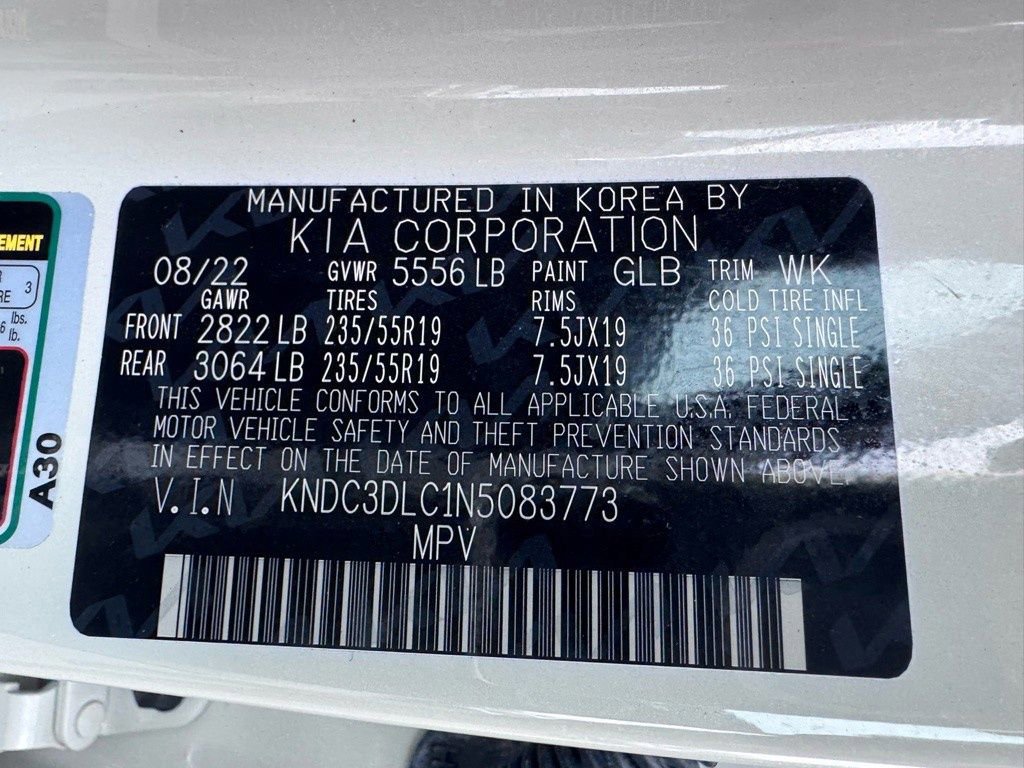 MANUFACTURED IN KOREA BY
KIA CORPORATION
08/22 GVWR 5556 LB PAINT GLB TRIM WK
GAWR TIRES RIMS COLD TIRE INFL
FRONT 2822 LB 235/55R19 7.5JX19 36 PSI SINGLE
REAR 3064 LB 235/55R19 7.5JX19 36 PSI SINGLE
THIS VEHICLE CONFORMS TO ALL APPLICABLE U.S.A. FEDERAL
MOTOR VEHICLE SAFETY AND THEFT PREVENTION STANDARDS
IN EFFECT ON THE DATE OF MANUFACTURE SHOWN ABOVE.
V.I.N KNDC3DLC1N5083773
MPV
3
lbs.
lb.
A30